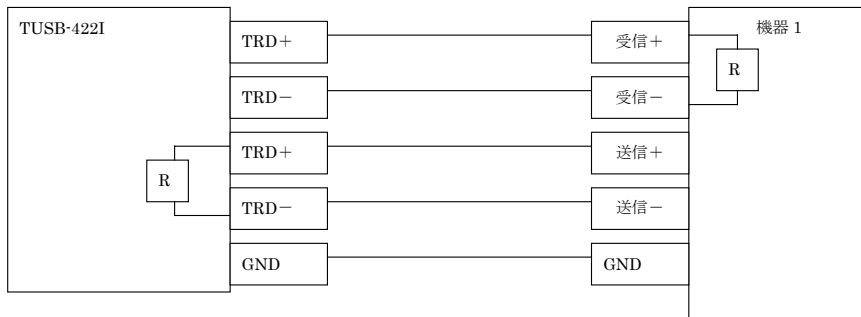 TUSB-422I
機器 1
TRD＋
受信＋
R
TRD－
受信－
TRD＋
送信＋
R
TRD－
送信－
GND
GND